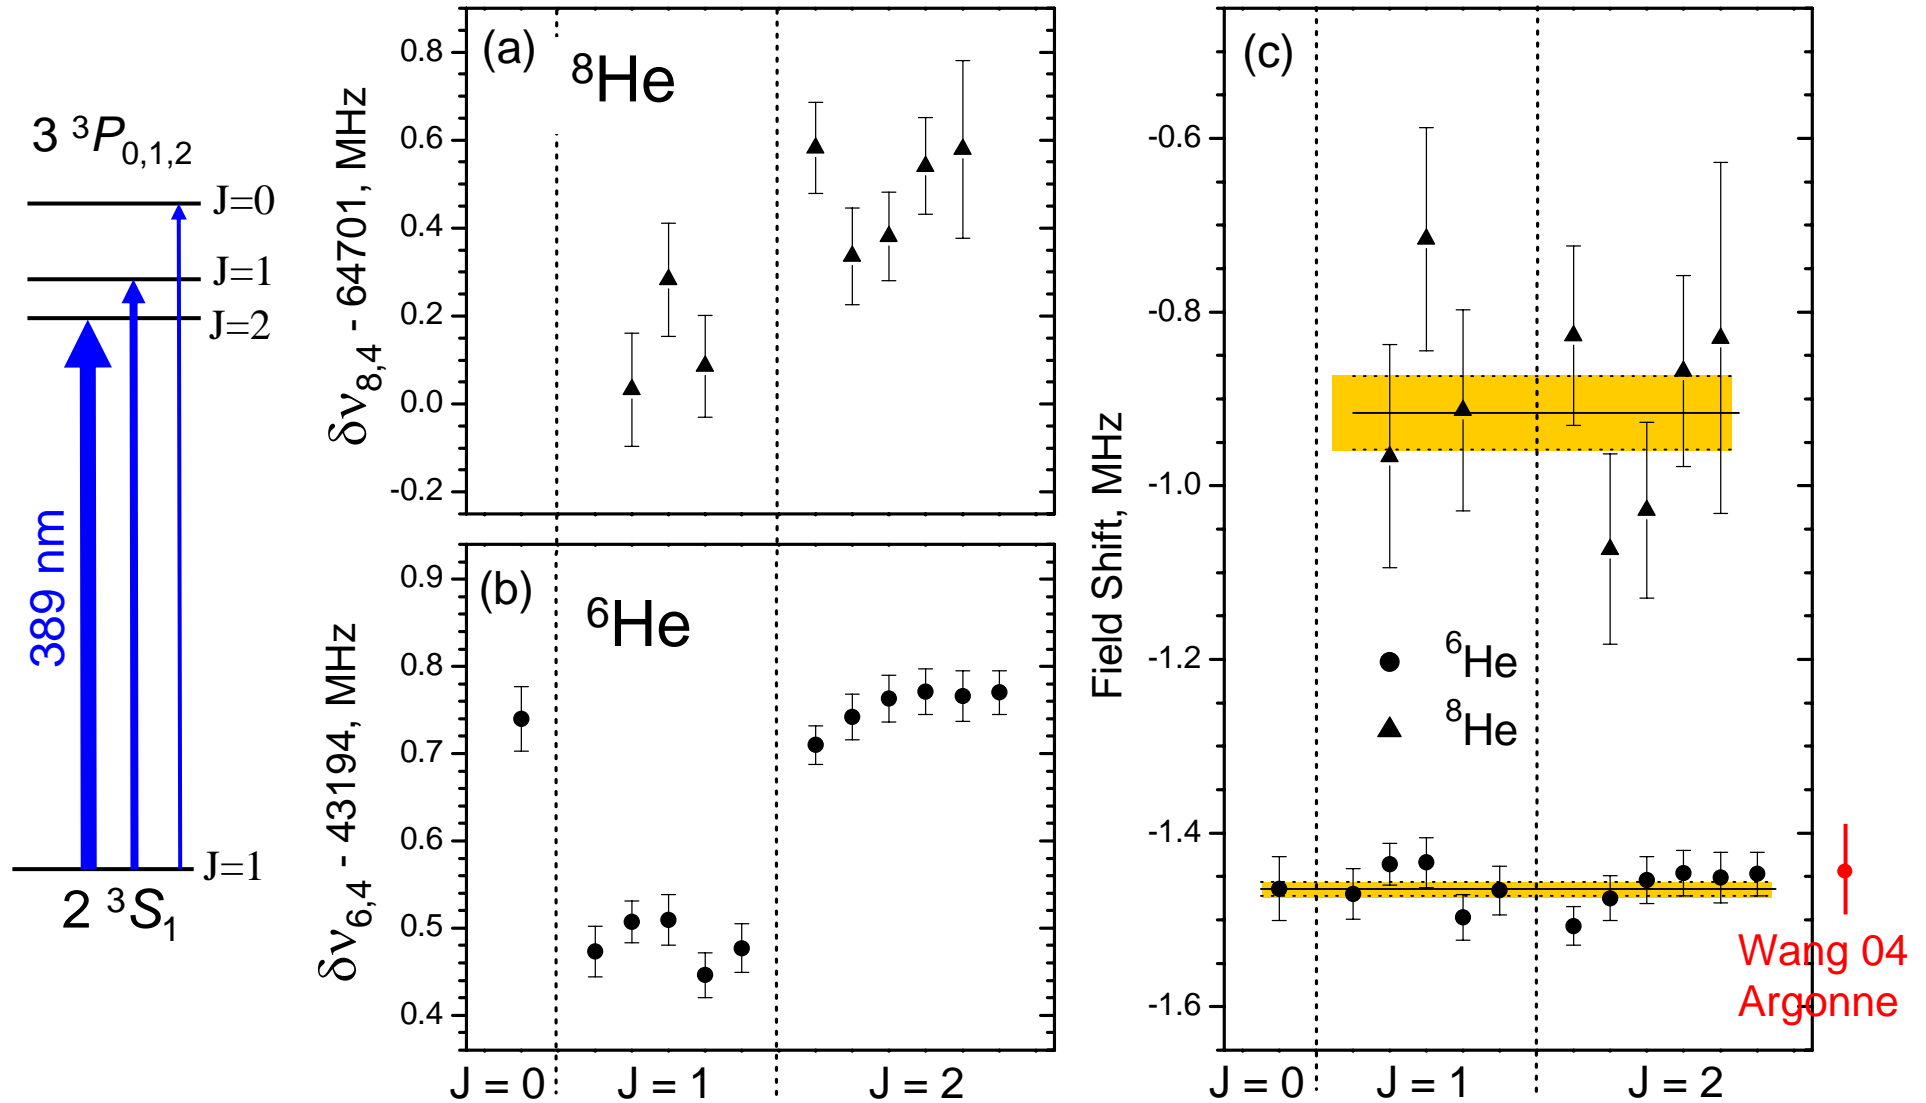 3 ³P₀,₁,₂
J=0
J=1
J=2
389 nm
J=1
2 ³S₁
(a)
⁸He
δν₈,₄ - 64701, MHz
0.8
0.6
0.4
0.2
0.0
-0.2
(b)
⁶He
δν₆,₄ - 43194, MHz
0.9
0.8
0.7
0.6
0.5
0.4
J = 0
J = 1
J = 2
(c)
Field Shift, MHz
-0.6
-0.8
-1.0
-1.2
-1.4
-1.6
⁶He
⁸He
J = 0
J = 1
J = 2
Wang 04
Argonne